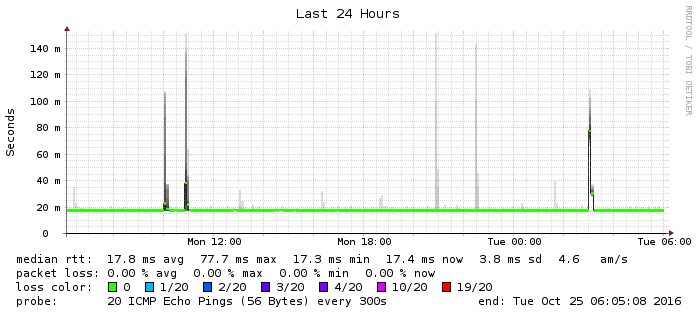 Last 24 Hours
RRDTOOL / TOBI OETIKER
Seconds
140 m
120 m
100 m
80 m
60 m
40 m
20 m
0
Mon 12:00 Mon 18:00 Tue 00:00 Tue 06:00
median rtt: 17.8 ms avg 77.7 ms max 17.3 ms min 17.4 ms now 3.8 ms sd 4.6 am/s
packet loss: 0.00 % avg 0.00 % max 0.00 % min 0.00 % now
loss color: 0 1/20 2/20 3/20 4/20 10/20 19/20
probe: 20 ICMP Echo Pings (56 Bytes) every 300s end: Tue Oct 25 06:05:08 2016